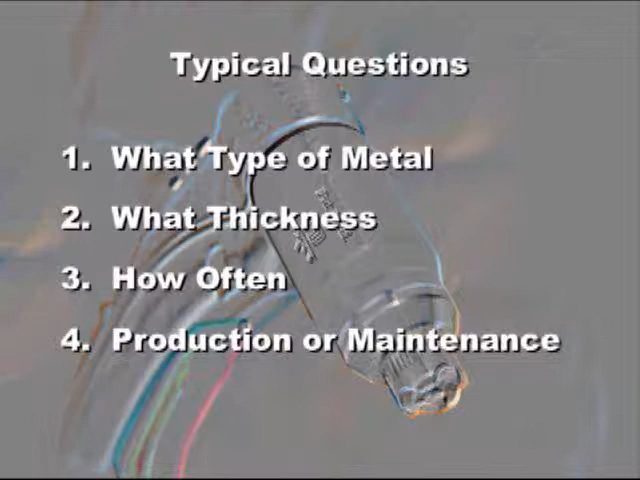 Typical Questions
1. What Type of Metal
2. What Thickness
3. How Often
4. Production or Maintenance